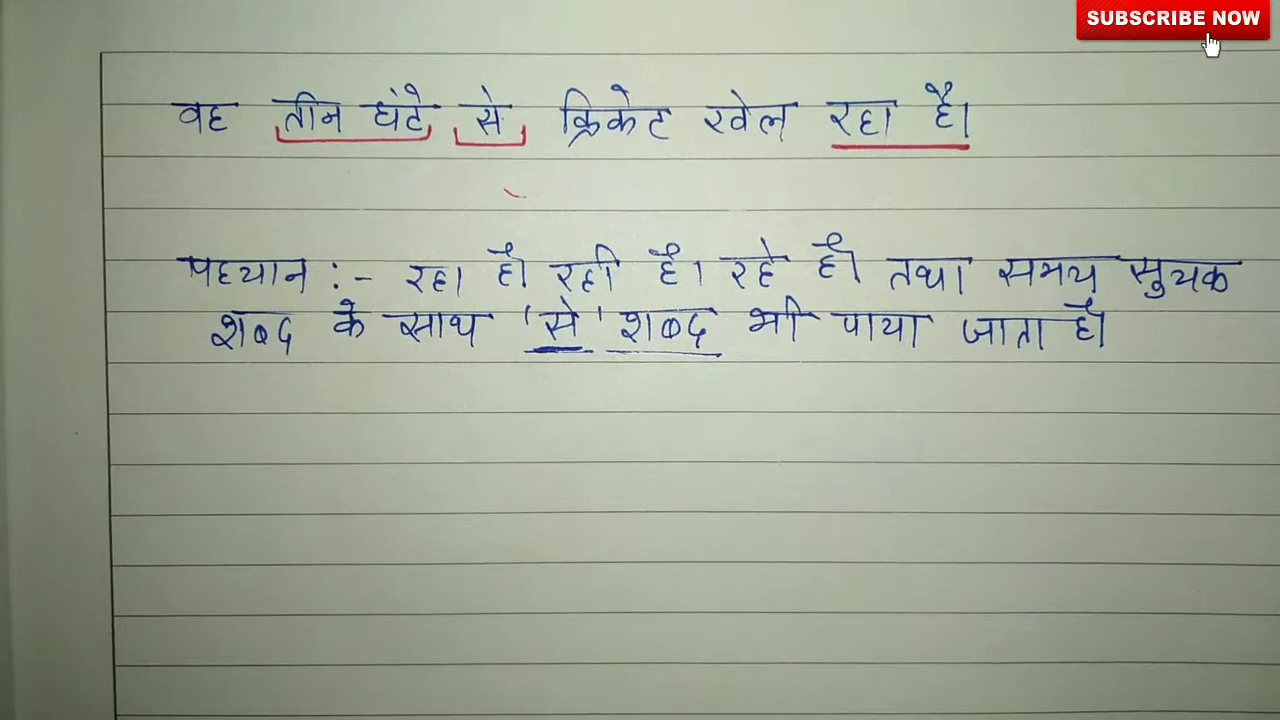 SUBSCRIBE NOW
वह तीन घंटे से क्रिकेट खेल रहा है।
पहचान :- रहा है। रही है। रहे हैं। तथा समय सुचक
शब्द के साथ 'से' शब्द भी पाया जाता है।